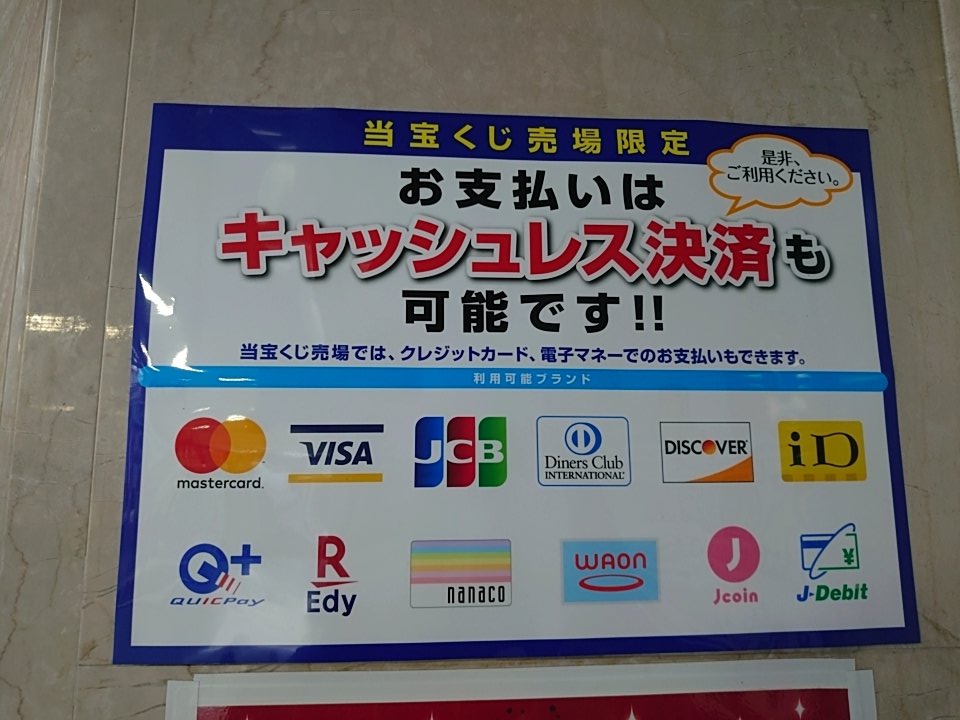 当宝くじ売場限定
是非、
ご利用ください。
お支払いは
キャッシュレス決済も
可能です!!
当宝くじ売場では、クレジットカード、電子マネーでのお支払いもできます。
利用可能ブランド
mastercard.
VISA
JCB
Diners Club
INTERNATIONAL
DISCOVER
iD
Q+
QUICPay
R
Edy
nanaco
WAON
J
Jcoin
¥
J-Debit